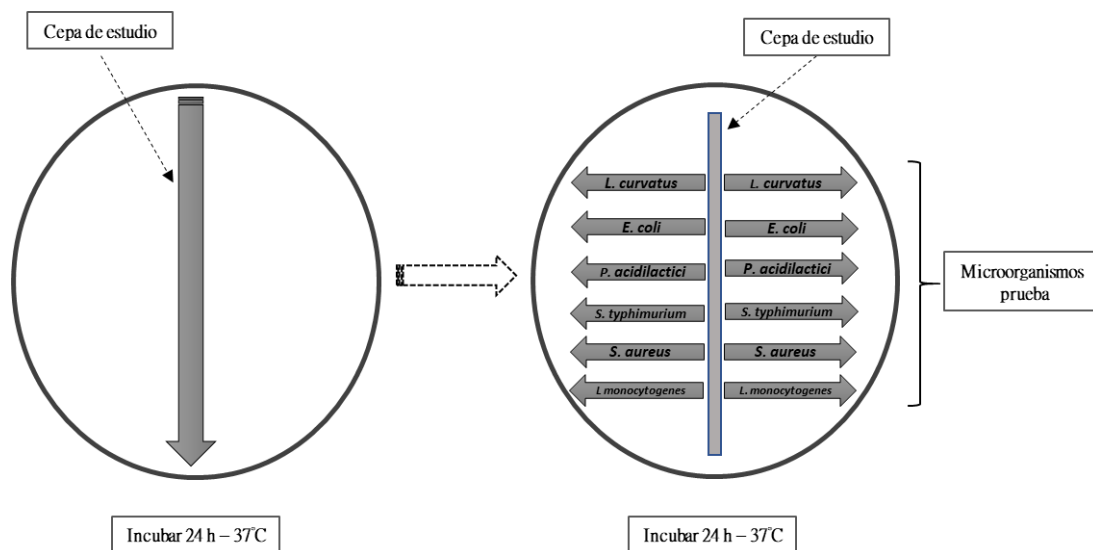 Cepa de estudio
Cepa de estudio
L. curvatus L. curvatus
E. coli E. coli
P. acidilactici P. acidilactici
S. typhimurium S. typhimurium
S. aureus S. aureus
L monocytogenes L. monocytogenes
Microorganismos
prueba
Incubar 24 h – 37°C Incubar 24 h – 37°C